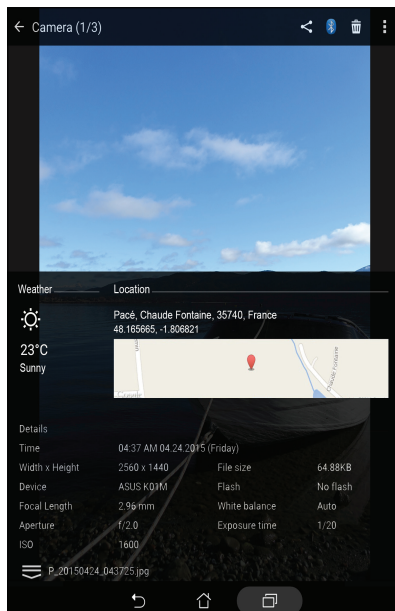 Camera (1/3)
Weather
Location
23°C
Sunny
Pacé, Chaude Fontaine, 35740, France
48.165665, -1.806821
Chaude Fontaine
Google
Details
Time 04:37 AM 04.24.2015 (Friday)
Width x Height 2560 x 1440 File size 64.88KB
Device ASUS K01M Flash No flash
Focal Length 2.96 mm White balance Auto
Aperture f/2.0 Exposure time 1/20
ISO 1600
P_20150424_043725.jpg